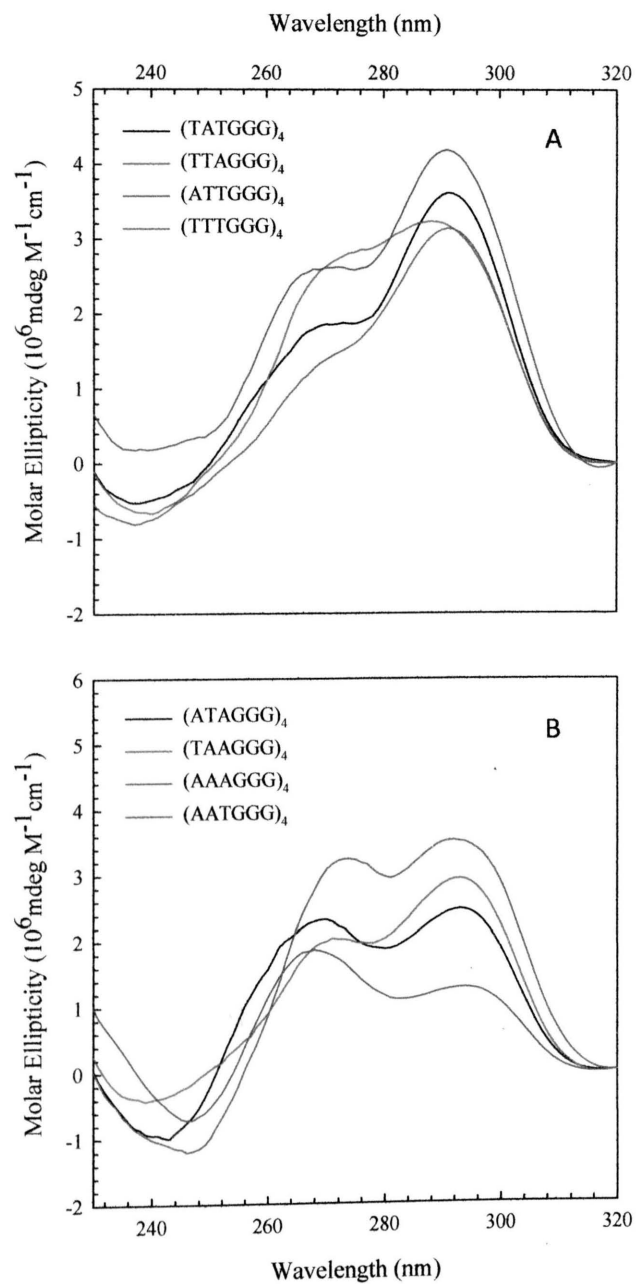 Wavelength (nm)
240 260 280 300 320
5
4
3
2
1
0
-1
-2
Molar Ellipticity (10⁶mdeg M⁻¹cm⁻¹)
(TATGGG)₄
(TTAGGG)₄
(ATTGGG)₄
(TTTGGG)₄
A
6
5
4
3
2
1
0
-1
-2
Molar Ellipticity (10⁶mdeg M⁻¹cm⁻¹)
(ATAGGG)₄
(TAAGGG)₄
(AAAGGG)₄
(AATGGG)₄
B
240 260 280 300 320
Wavelength (nm)